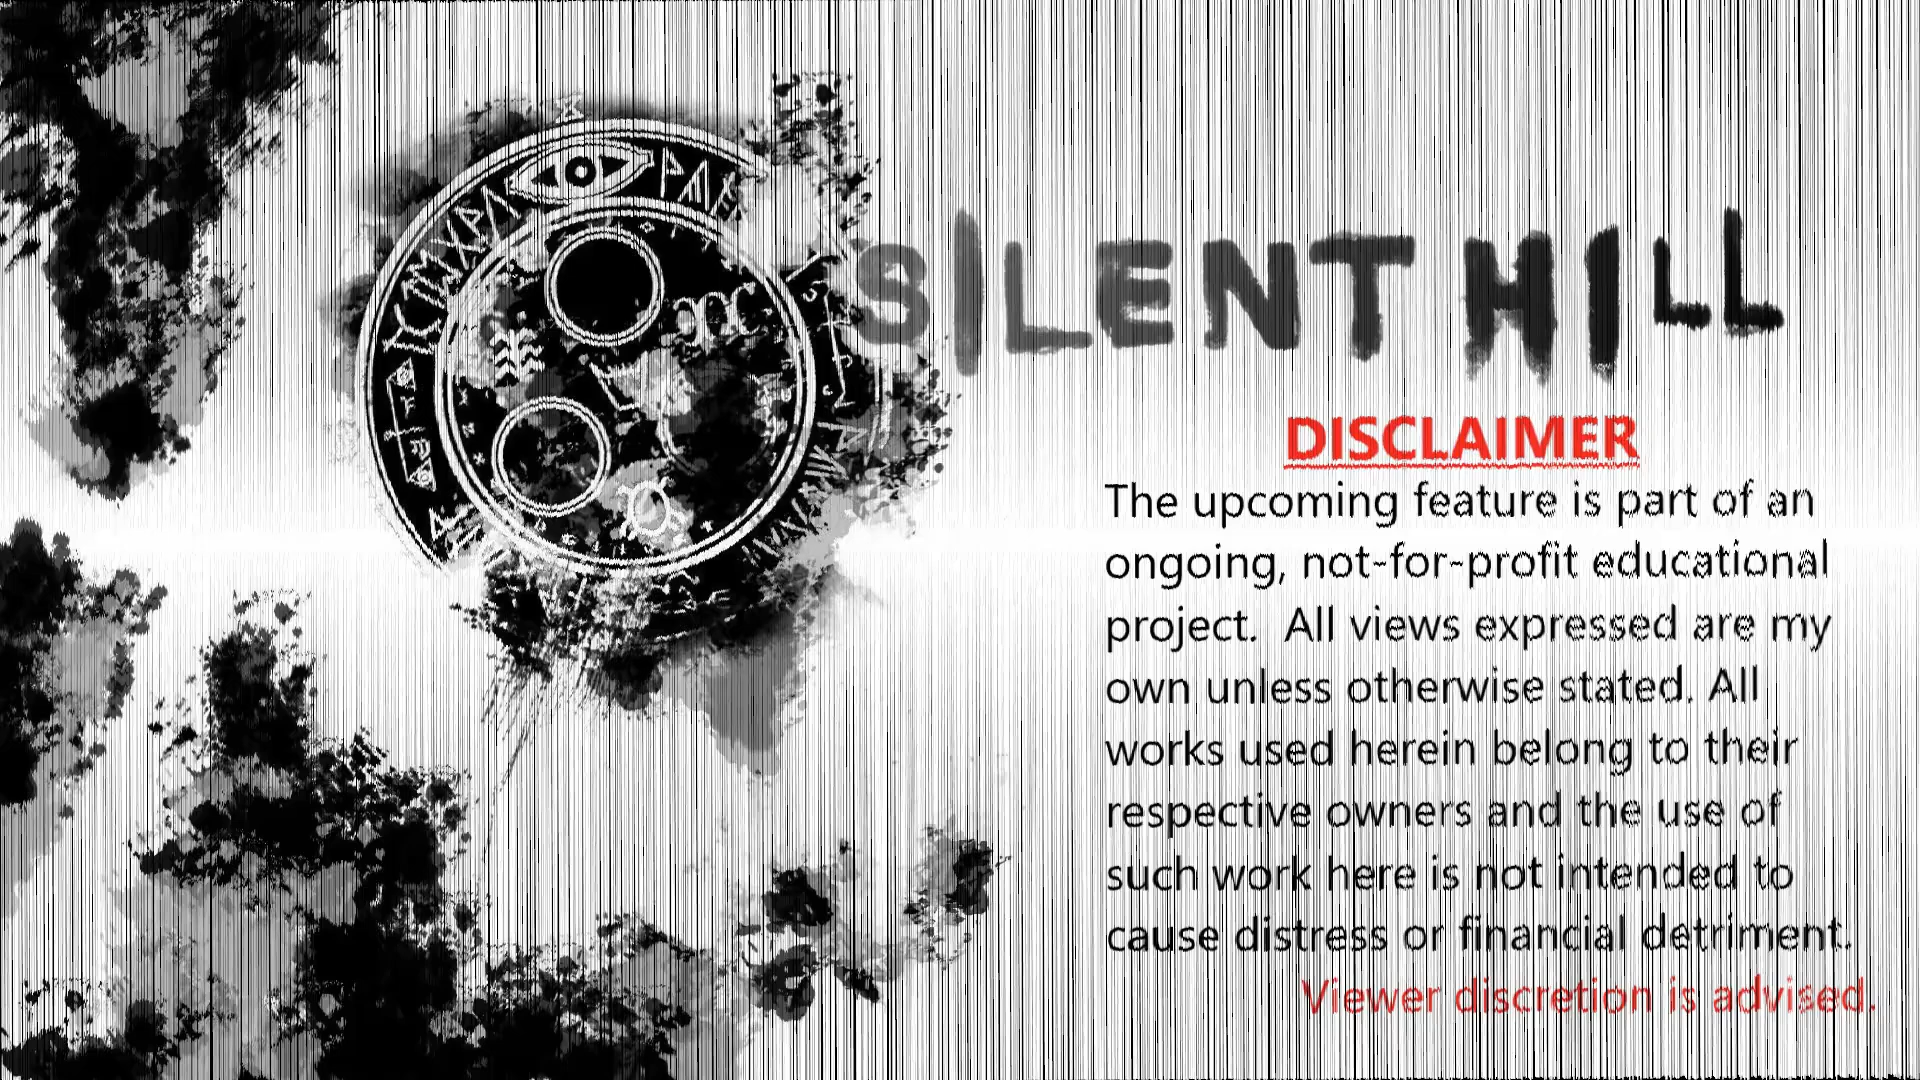 SILENT HILL
DISCLAIMER
The upcoming feature is part of an
ongoing, not-for-profit educational
project.  All views expressed are my
own unless otherwise stated. All
works used herein belong to their
respective owners and the use of
such work here is not intended to
cause distress or financial detriment.
Viewer discretion is advised.